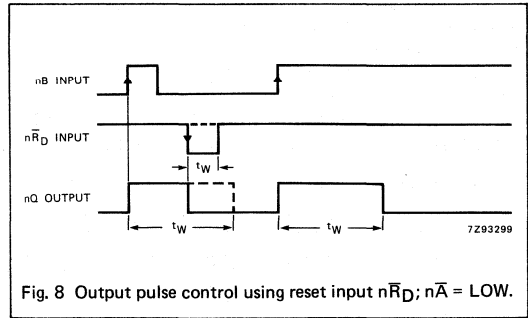 nB INPUT
nR̅D INPUT
tW
nQ OUTPUT
tW
tW
7Z93299
Fig. 8 Output pulse control using reset input nR̅D; nA̅ = LOW.